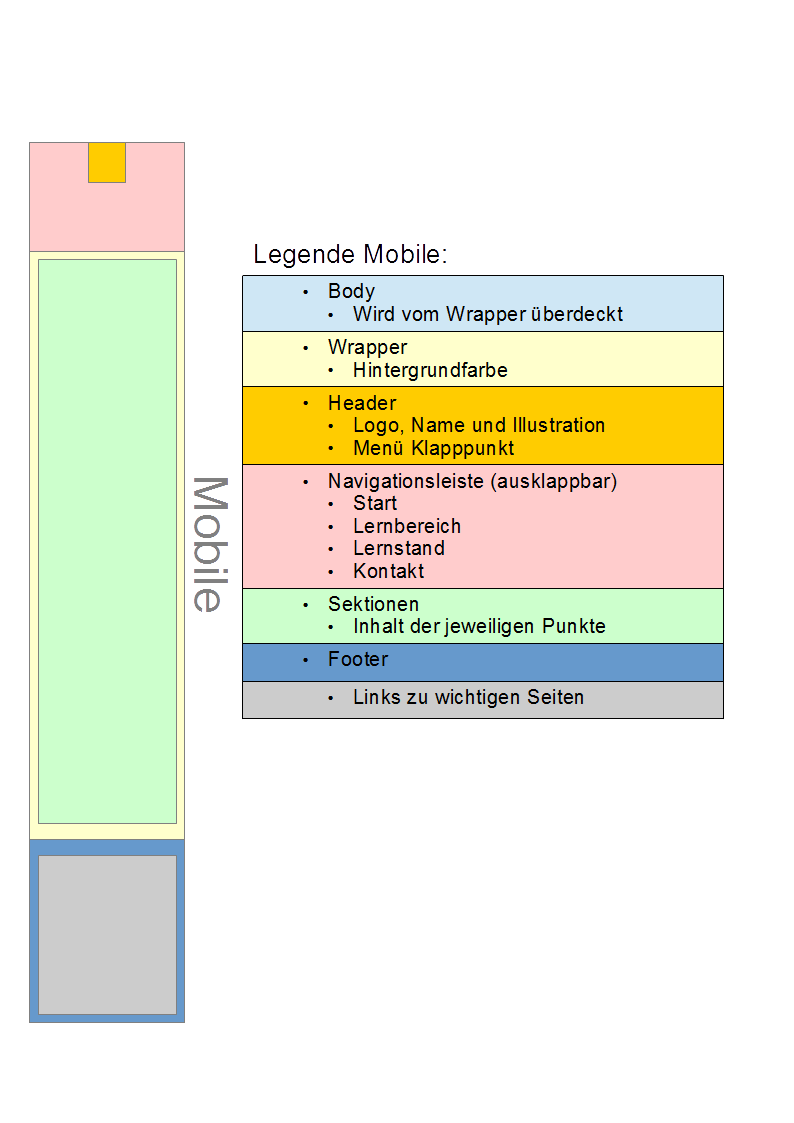 Mobile
Legende Mobile:
• Body
• Wird vom Wrapper überdeckt
• Wrapper
• Hintergrundfarbe
• Header
• Logo, Name und Illustration
• Menü Klapppunkt
• Navigationsleiste (ausklappbar)
• Start
• Lernbereich
• Lernstand
• Kontakt
• Sektionen
• Inhalt der jeweiligen Punkte
• Footer
• Links zu wichtigen Seiten